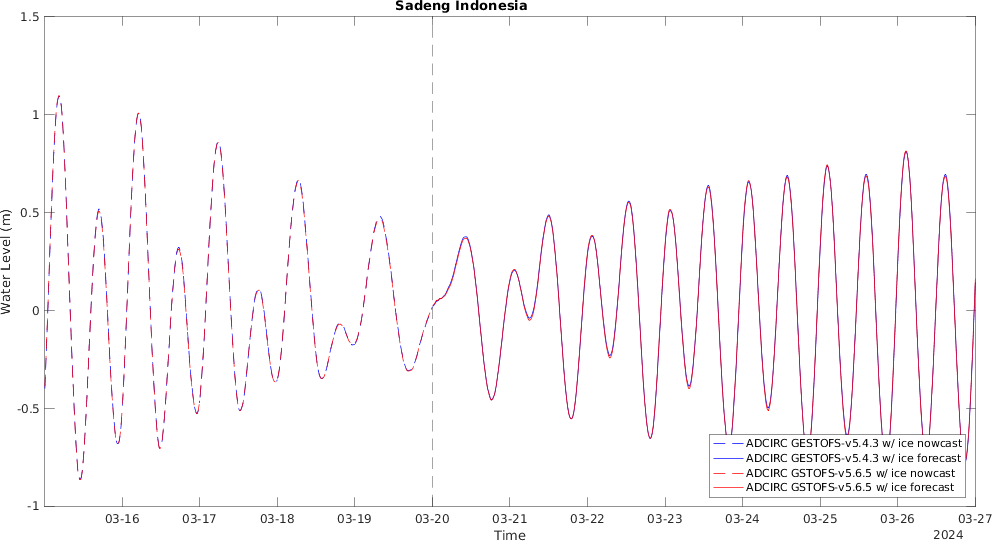 Sadeng Indonesia
1.5
1
0.5
0
-0.5
-1
Water Level (m)
ADCIRC GESTOFS-v5.4.3 w/ ice nowcast
ADCIRC GESTOFS-v5.4.3 w/ ice forecast
ADCIRC GSTOFS-v5.6.5 w/ ice nowcast
ADCIRC GSTOFS-v5.6.5 w/ ice forecast
03-16 03-17 03-18 03-19 03-20 03-21 03-22 03-23 03-24 03-25 03-26 03-27
Time
2024